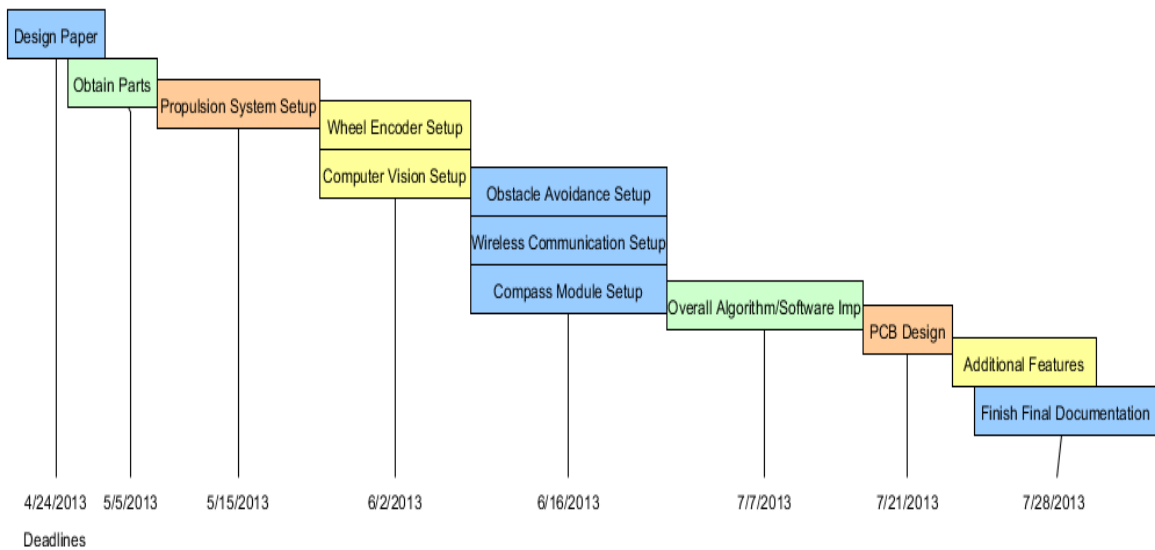 Design Paper
Obtain Parts
Propulsion System Setup
Wheel Encoder Setup
Computer Vision Setup
Obstacle Avoidance Setup
Wireless Communication Setup
Compass Module Setup
Overall Algorithm/Software Imp
PCB Design
Additional Features
Finish Final Documentation
4/24/2013 5/5/2013 5/15/2013 6/2/2013 6/16/2013 7/7/2013 7/21/2013 7/28/2013
Deadlines